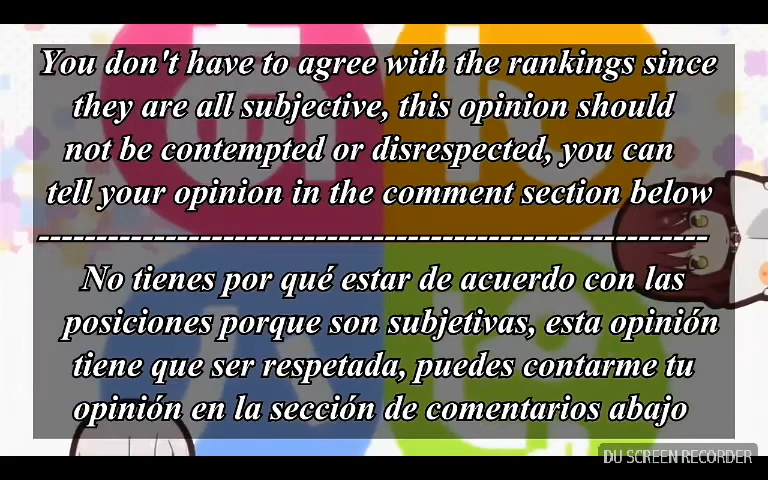 You don't have to agree with the rankings since
they are all subjective, this opinion should
not be contempted or disrespected, you can
tell your opinion in the comment section below
------------------------------------------------------------
No tienes por qué estar de acuerdo con las
posiciones porque son subjetivas, esta opinión
tiene que ser respetada, puedes contarme tu
opinión en la sección de comentarios abajo
DU SCREEN RECORDER